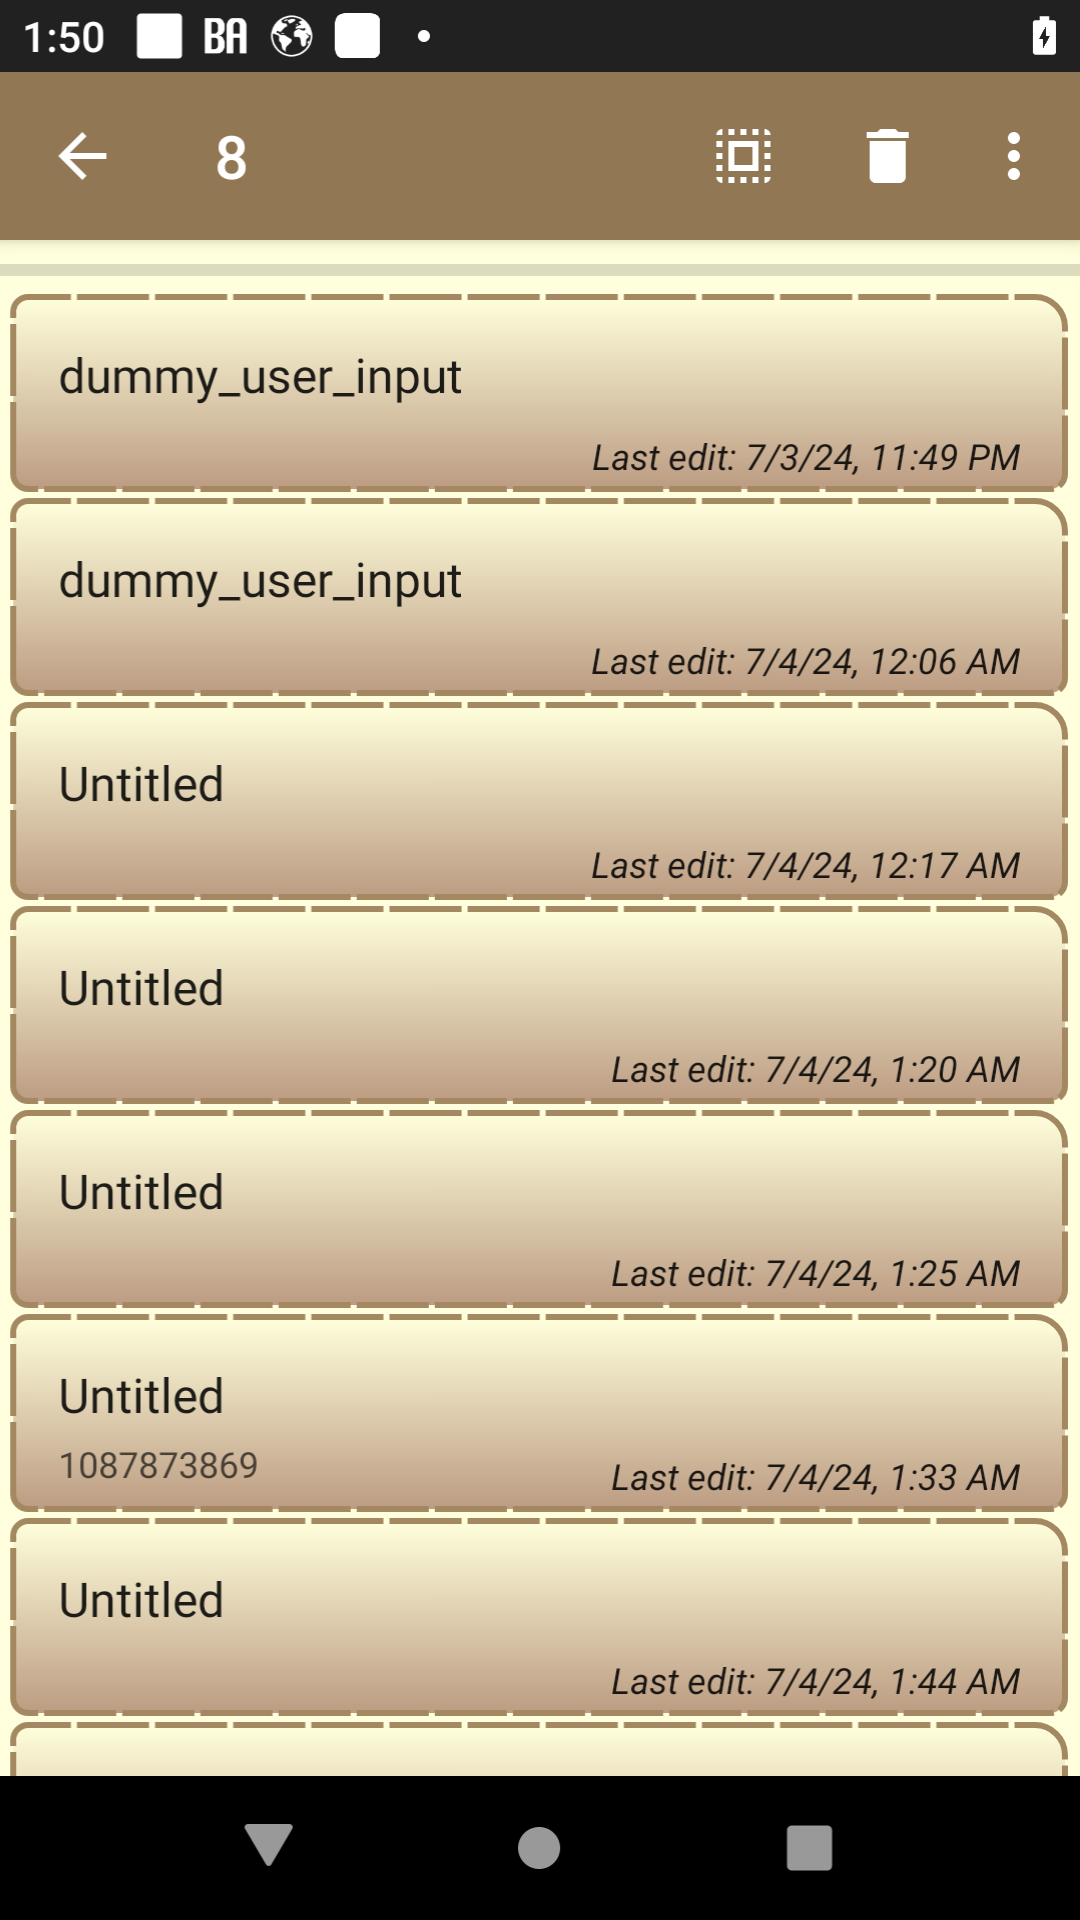 1:50 BA
8
dummy_user_input
Last edit: 7/3/24, 11:49 PM
dummy_user_input
Last edit: 7/4/24, 12:06 AM
Untitled
Last edit: 7/4/24, 12:17 AM
Untitled
Last edit: 7/4/24, 1:20 AM
Untitled
Last edit: 7/4/24, 1:25 AM
Untitled
1087873869 Last edit: 7/4/24, 1:33 AM
Untitled
Last edit: 7/4/24, 1:44 AM